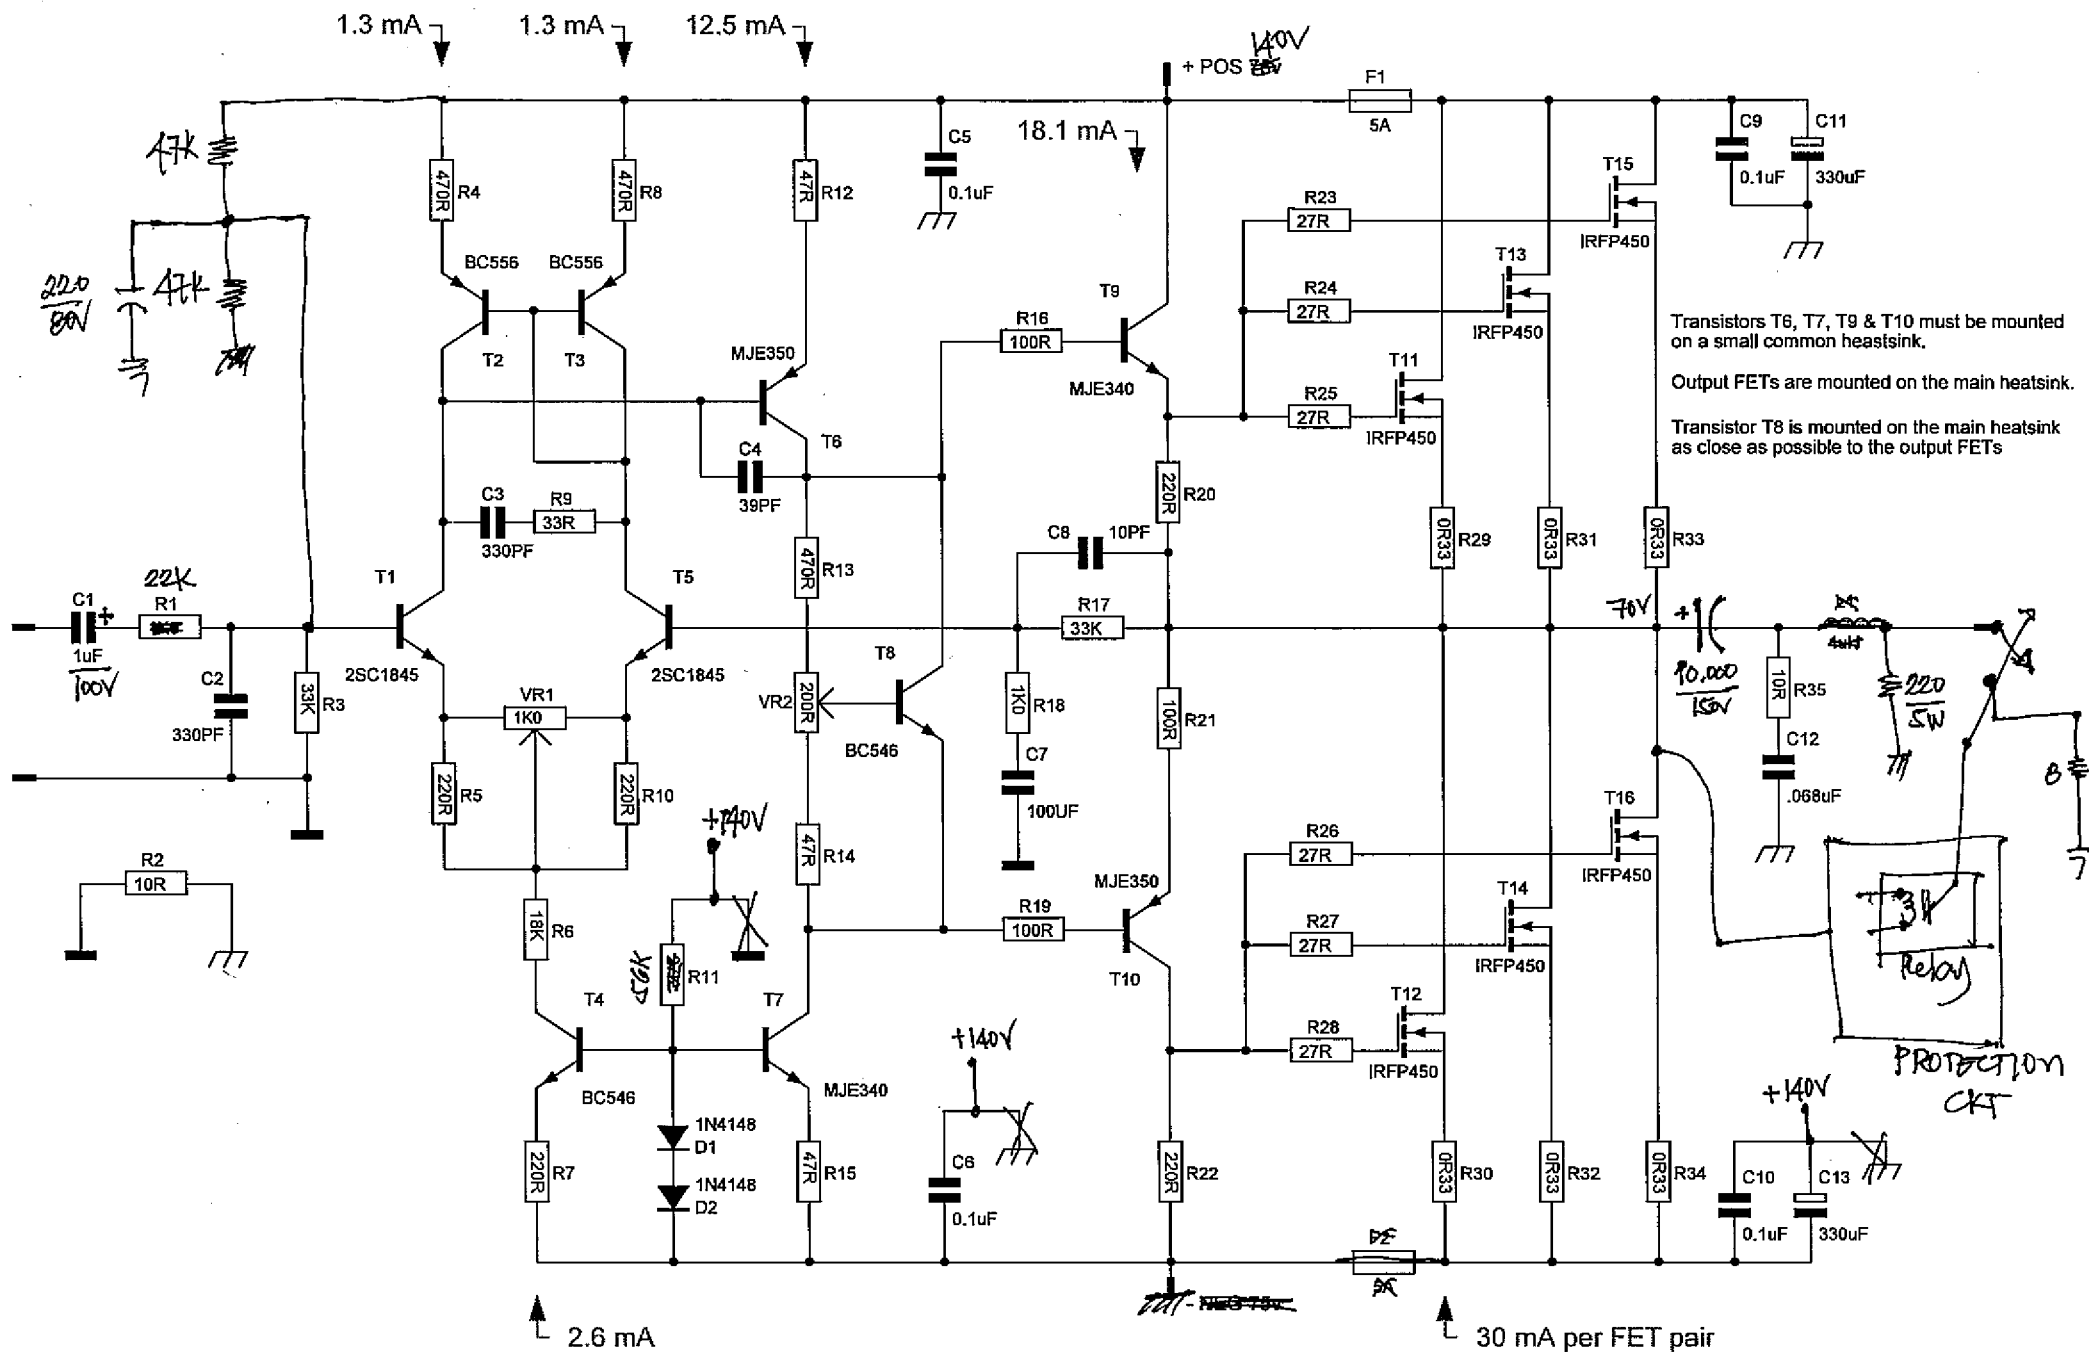 1.3 mA
1.3 mA
12.5 mA
140V
+ POS
F1
5A
18.1 mA
C5
0.1uF
C9
0.1uF
C11
330uF
47K
47K
220
80V
470R
R4
470R
R8
47R
R12
BC556
BC556
T2
T3
MJE350
T6
C4
39PF
C3
330PF
R9
33R
R16
100R
T9
MJE340
R23
27R
R24
27R
R25
27R
T15
IRFP450
T13
IRFP450
T11
IRFP450
Transistors T6, T7, T9 & T10 must be mounted
on a small common heastsink.
Output FETs are mounted on the main heatsink.
Transistor T8 is mounted on the main heatsink
as close as possible to the output FETs
220R
R20
C8
10PF
R17
33K
0R33
R29
0R33
R31
0R33
R33
470R
R13
22K
C1
+
1uF
100V
R1
T1
2SC1845
T5
2SC1845
C2
330PF
33K
R3
VR1
1K0
VR2
200R
T8
BC546
1K0
R18
C7
100UF
100R
R21
70V
+
10.000
150V
10R
R35
C12
.068uF
220
5W
8
220R
R5
220R
R10
+140V
47R
R14
R2
10R
18K
R6
R11
R19
100R
MJE350
T10
R26
27R
R27
27R
R28
27R
T16
IRFP450
T14
IRFP450
T12
IRFP450
Relay
PROTECTION
CKT
T4
BC546
T7
MJE340
220R
R7
1N4148
D1
1N4148
D2
47R
R15
+140V
C6
0.1uF
220R
R22
0R33
R30
0R33
R32
0R33
R34
+140V
C10
0.1uF
C13
330uF
2.6 mA
30 mA per FET pair